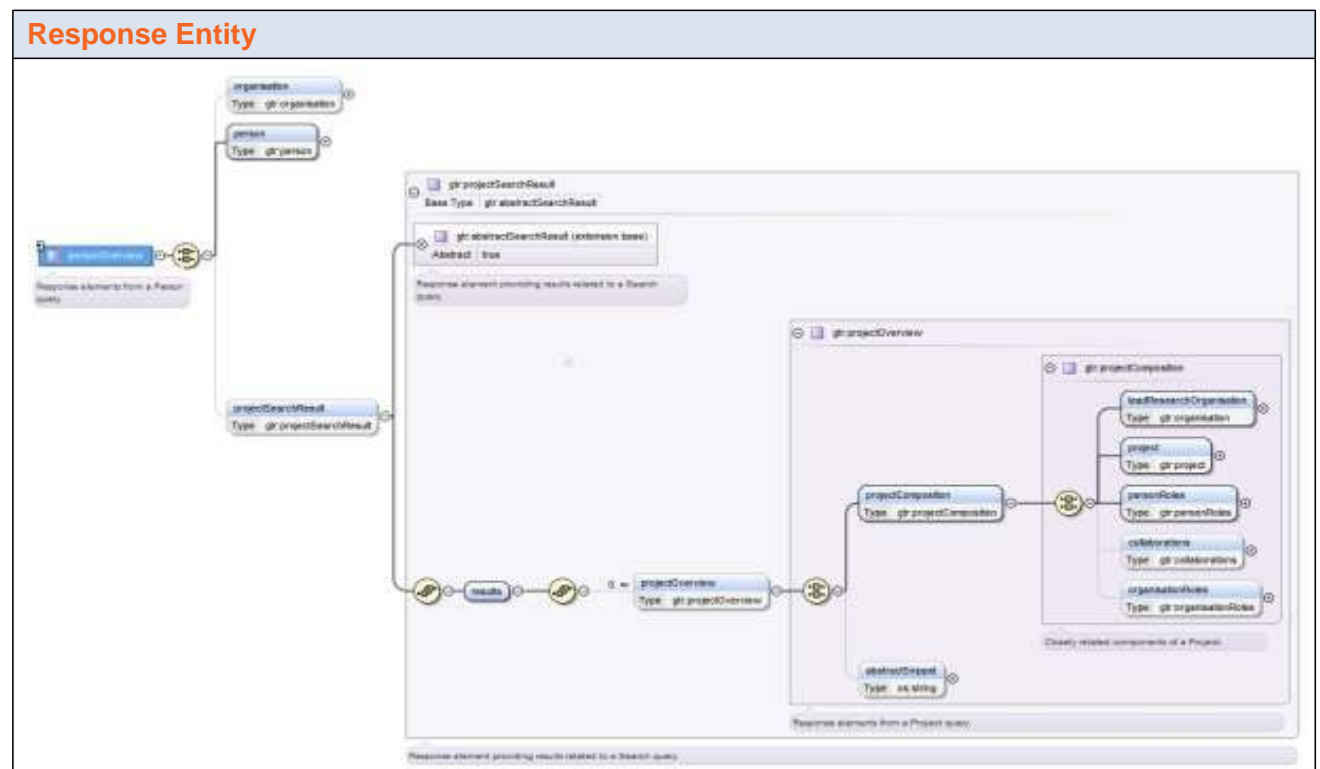 Response Entity
organisation
Type gtr:organisation
person
Type gtr:person
gtr:projectSearchResult
Base Type gtr:abstractSearchResult
gtr:abstractSearchResult (extension base)
Abstract true
Response element providing results related to a Search
query.
personOverview
Response elements from a Person
query.
gtr:projectOverview
gtr:projectComposition
leadResearchOrganisation
Type gtr:organisation
project
Type gtr:project
personRoles
Type gtr:personRoles
collaborations
Type gtr:collaborations
organisationRoles
Type gtr:organisationRoles
Closely related components of a Project.
projectSearchResult
Type gtr:projectSearchResult
projectComposition
Type gtr:projectComposition
results
0..∞
projectOverview
Type gtr:projectOverview
abstractSnippet
Type xs:string
Response elements from a Project query.
Response element providing results related to a Search query.